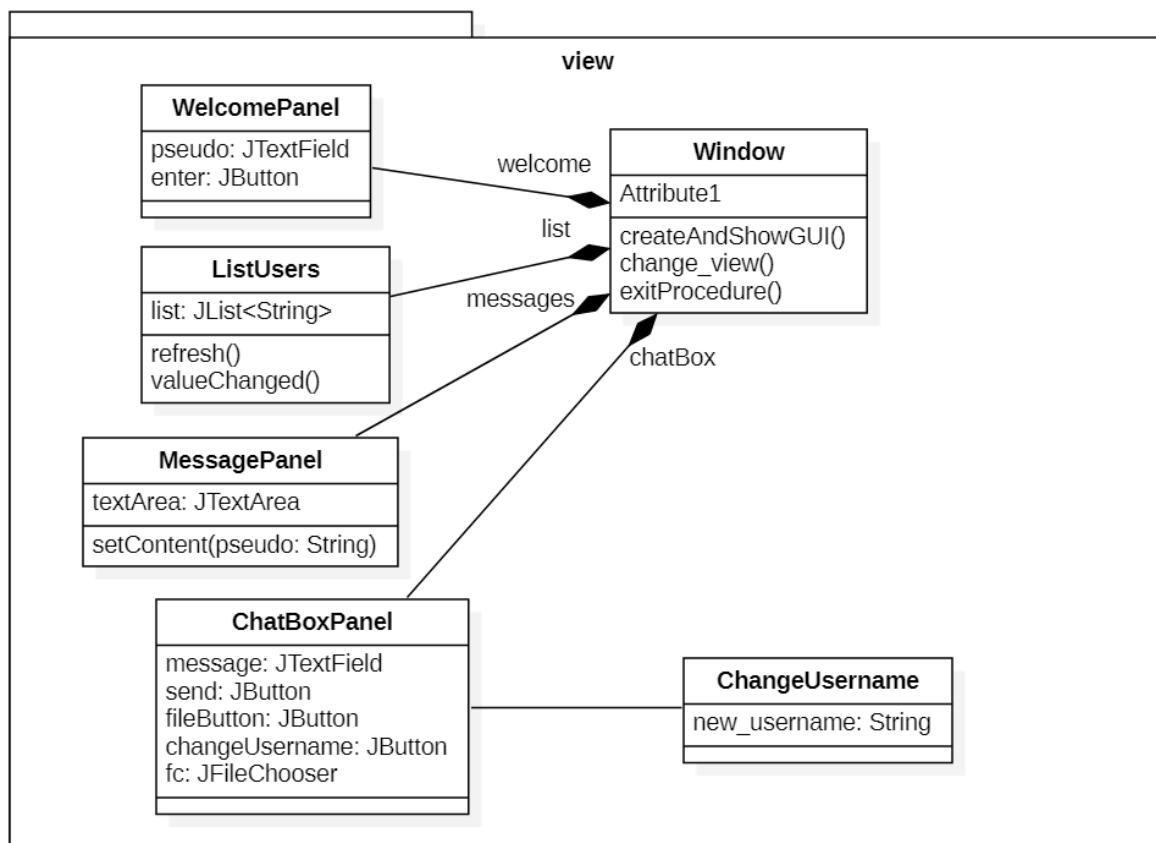 view
WelcomePanel
pseudo: JTextField
enter: JButton
welcome
Window
Attribute1
createAndShowGUI()
change_view()
exitProcedure()
list
ListUsers
list: JList<String>
refresh()
valueChanged()
messages
chatBox
MessagePanel
textArea: JTextArea
setContent(pseudo: String)
ChatBoxPanel
message: JTextField
send: JButton
fileButton: JButton
changeUsername: JButton
fc: JFileChooser
ChangeUsername
new_username: String